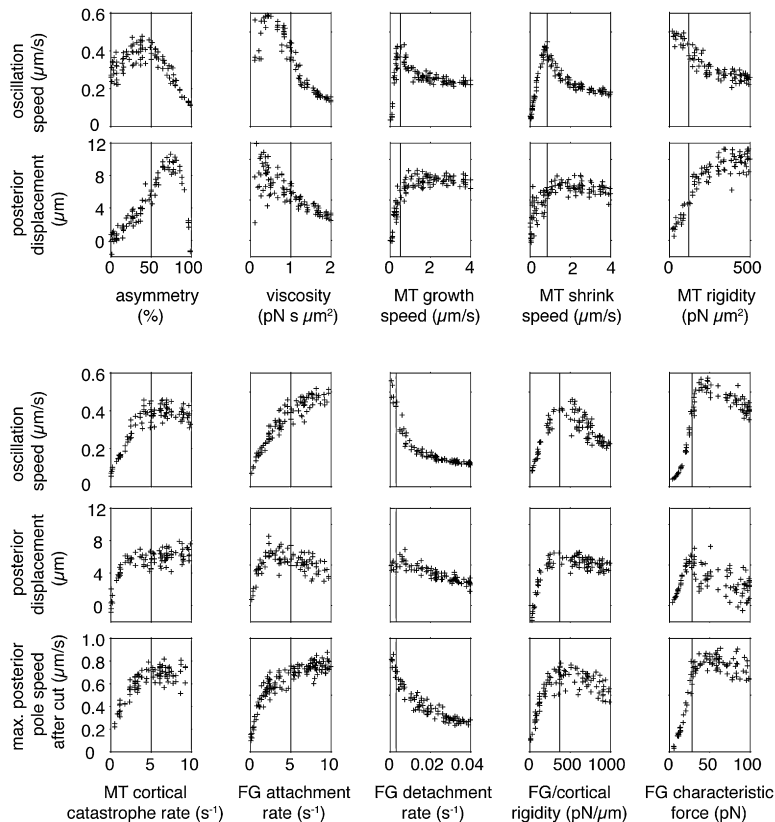 oscillation
speed (µm/s)
0.6
0.4
0.2
0
posterior
displacement
(µm)
12
8
4
0
0 50 100
0 1 2
0 2 4
0 2 4
0 500
asymmetry
(%)
viscosity
(pN s µm²)
MT growth
speed (µm/s)
MT shrink
speed (µm/s)
MT rigidity
(pN µm²)
oscillation
speed (µm/s)
0.6
0.4
0.2
0
posterior
displacement
(µm)
12
8
4
0
max. posterior
pole speed
after cut (µm/s)
1.0
0.8
0.6
0.4
0.2
0
0 5 10
0 5 10
0 0.02 0.04
0 500 1000
0 50 100
MT cortical
catastrophe rate (s⁻¹)
FG attachment
rate (s⁻¹)
FG detachment
rate (s⁻¹)
FG/cortical
rigidity (pN/µm)
FG characteristic
force (pN)